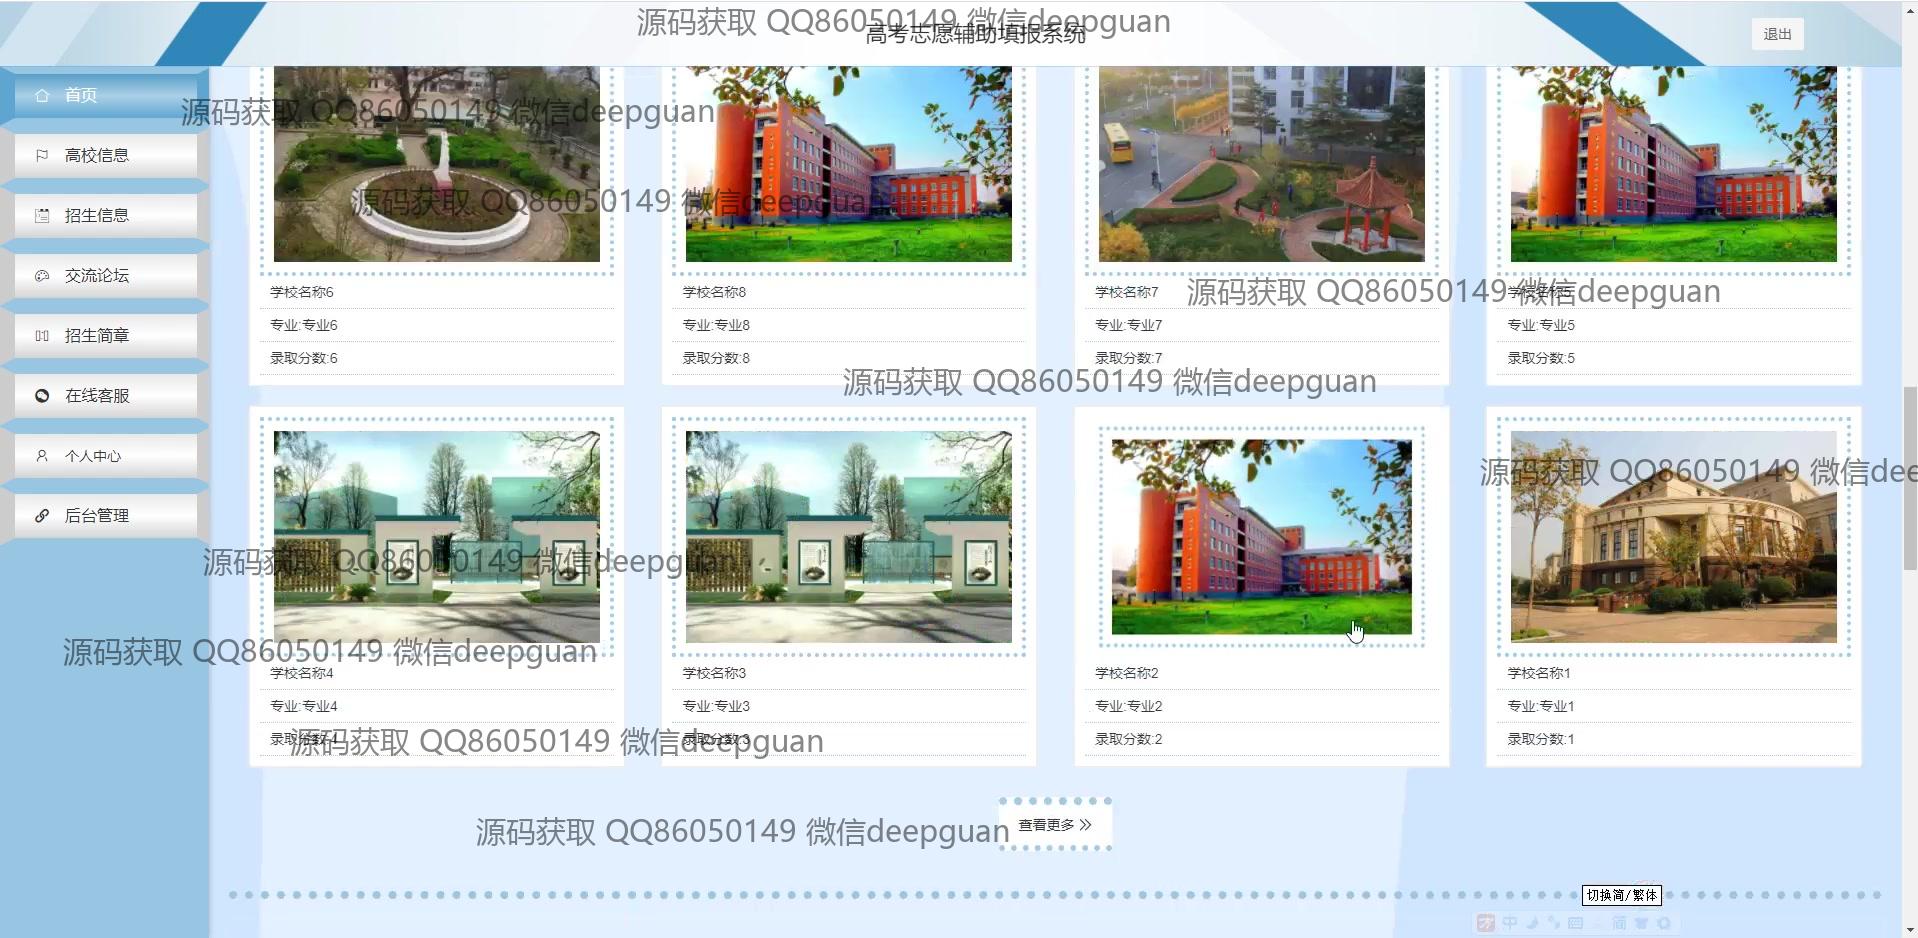 源码获取 QQ86050149 微信deepguan
高考志愿辅助填报系统
退出
首页
高校信息
招生信息
交流论坛
招生简章
在线客服
个人中心
后台管理
源码获取 QQ86050149 微信deepguan
源码获取 QQ86050149 微信deepguan
学校名称6
专业:专业6
录取分数:6
学校名称8
专业:专业8
录取分数:8
学校名称7
专业:专业7
录取分数:7
源码获取 QQ86050149 微信deepguan
学校名称5
专业:专业5
录取分数:5
源码获取 QQ86050149 微信deepguan
源码获取 QQ86050149 微信dee
源码获取 QQ86050149 微信deepguan
源码获取 QQ86050149 微信deepguan
学校名称4
专业:专业4
录取分数:4
学校名称3
专业:专业3
录取分数:3
学校名称2
专业:专业2
录取分数:2
学校名称1
专业:专业1
录取分数:1
源码获取 QQ86050149 微信deepguan
源码获取 QQ86050149 微信deepguan
查看更多
切换简/繁体
中
简